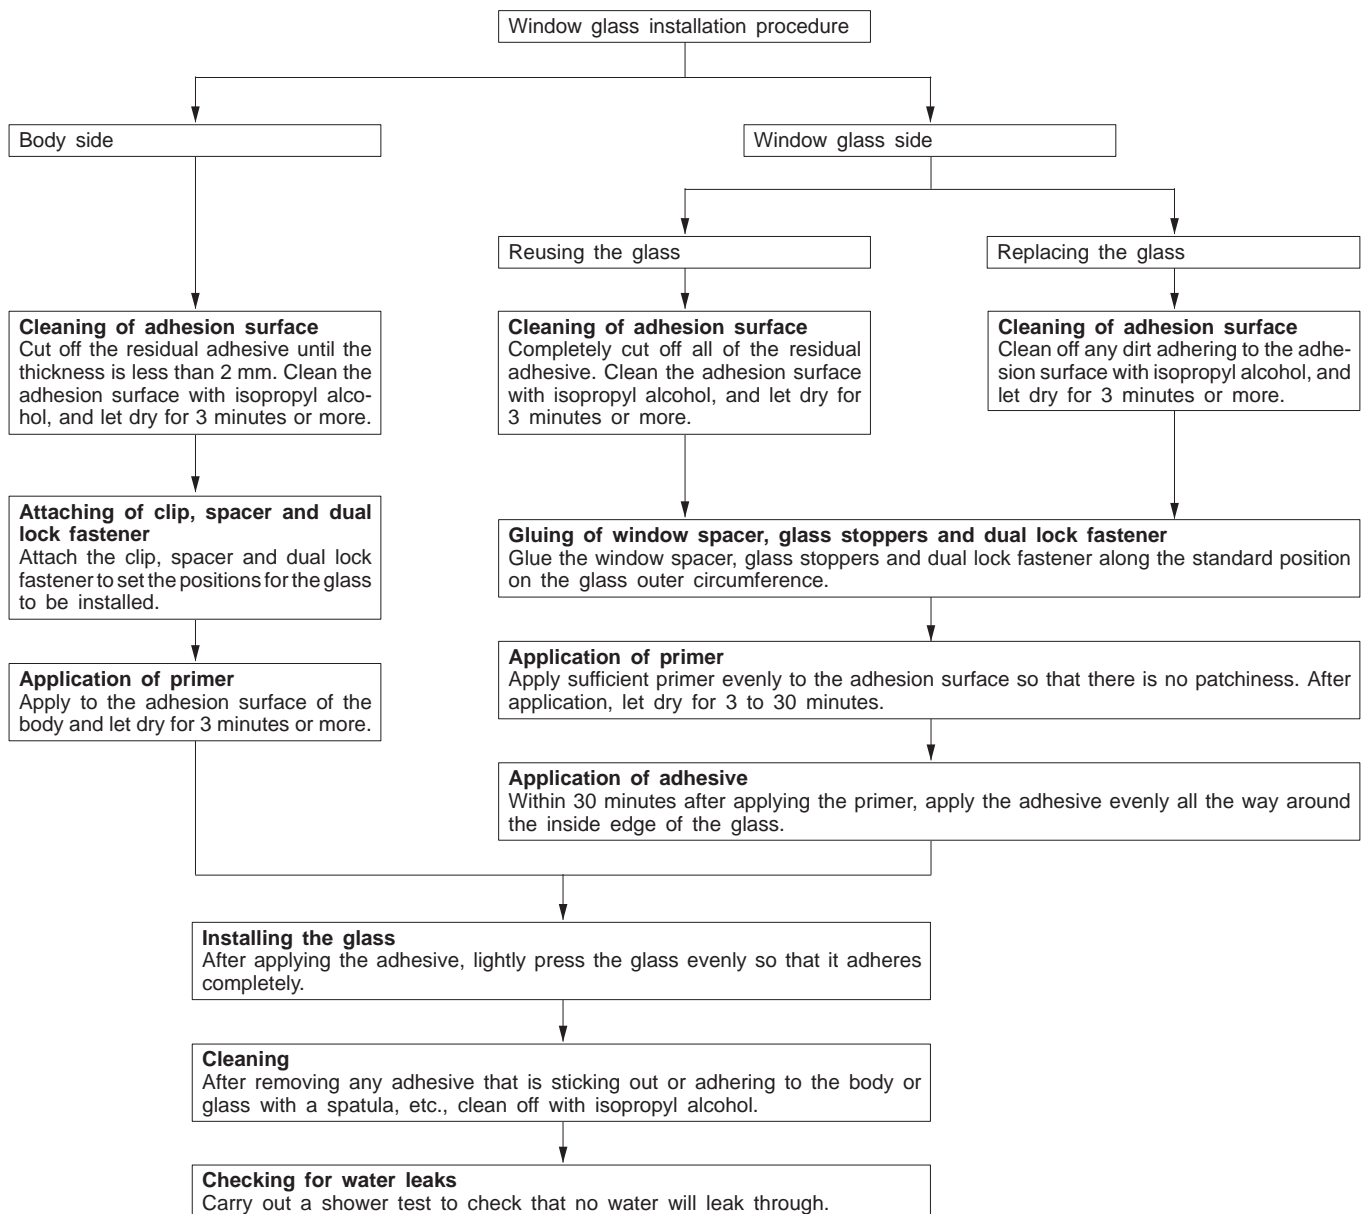 Window glass installation procedure
Body side
Window glass side
Reusing the glass
Replacing the glass
Cleaning of adhesion surface
Cut off the residual adhesive until the
thickness is less than 2 mm. Clean the
adhesion surface with isopropyl alco-
hol, and let dry for 3 minutes or more.
Cleaning of adhesion surface
Completely cut off all of the residual
adhesive. Clean the adhesion surface
with isopropyl alcohol, and let dry for
3 minutes or more.
Cleaning of adhesion surface
Clean off any dirt adhering to the adhe-
sion surface with isopropyl alcohol, and
let dry for 3 minutes or more.
Attaching of clip, spacer and dual
lock fastener
Attach the clip, spacer and dual lock
fastener to set the positions for the glass
to be installed.
Gluing of window spacer, glass stoppers and dual lock fastener
Glue the window spacer, glass stoppers and dual lock fastener along the standard position
on the glass outer circumference.
Application of primer
Apply to the adhesion surface of the
body and let dry for 3 minutes or more.
Application of primer
Apply sufficient primer evenly to the adhesion surface so that there is no patchiness. After
application, let dry for 3 to 30 minutes.
Application of adhesive
Within 30 minutes after applying the primer, apply the adhesive evenly all the way around
the inside edge of the glass.
Installing the glass
After applying the adhesive, lightly press the glass evenly so that it adheres
completely.
Cleaning
After removing any adhesive that is sticking out or adhering to the body or
glass with a spatula, etc., clean off with isopropyl alcohol.
Checking for water leaks
Carry out a shower test to check that no water will leak through.